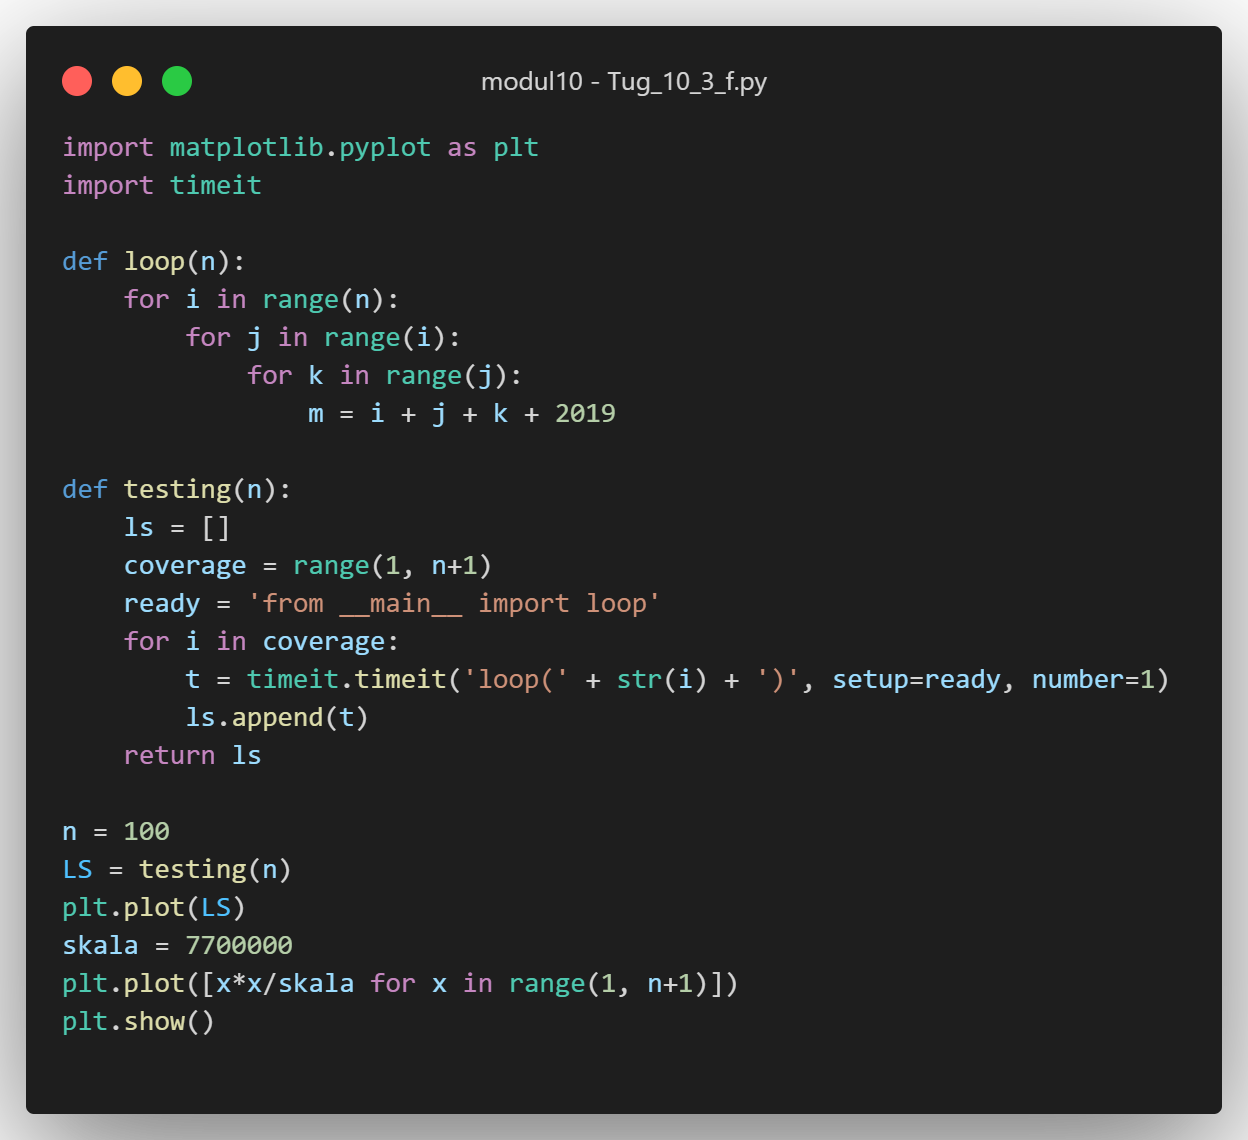 modul10 - Tug_10_3_f.py
import matplotlib.pyplot as plt
import timeit
def loop(n):
    for i in range(n):
        for j in range(i):
            for k in range(j):
                m = i + j + k + 2019
def testing(n):
    ls = []
    coverage = range(1, n+1)
    ready = 'from __main__ import loop'
    for i in coverage:
        t = timeit.timeit('loop(' + str(i) + ')', setup=ready, number=1)
        ls.append(t)
    return ls
n = 100
LS = testing(n)
plt.plot(LS)
skala = 7700000
plt.plot([x*x/skala for x in range(1, n+1)])
plt.show()